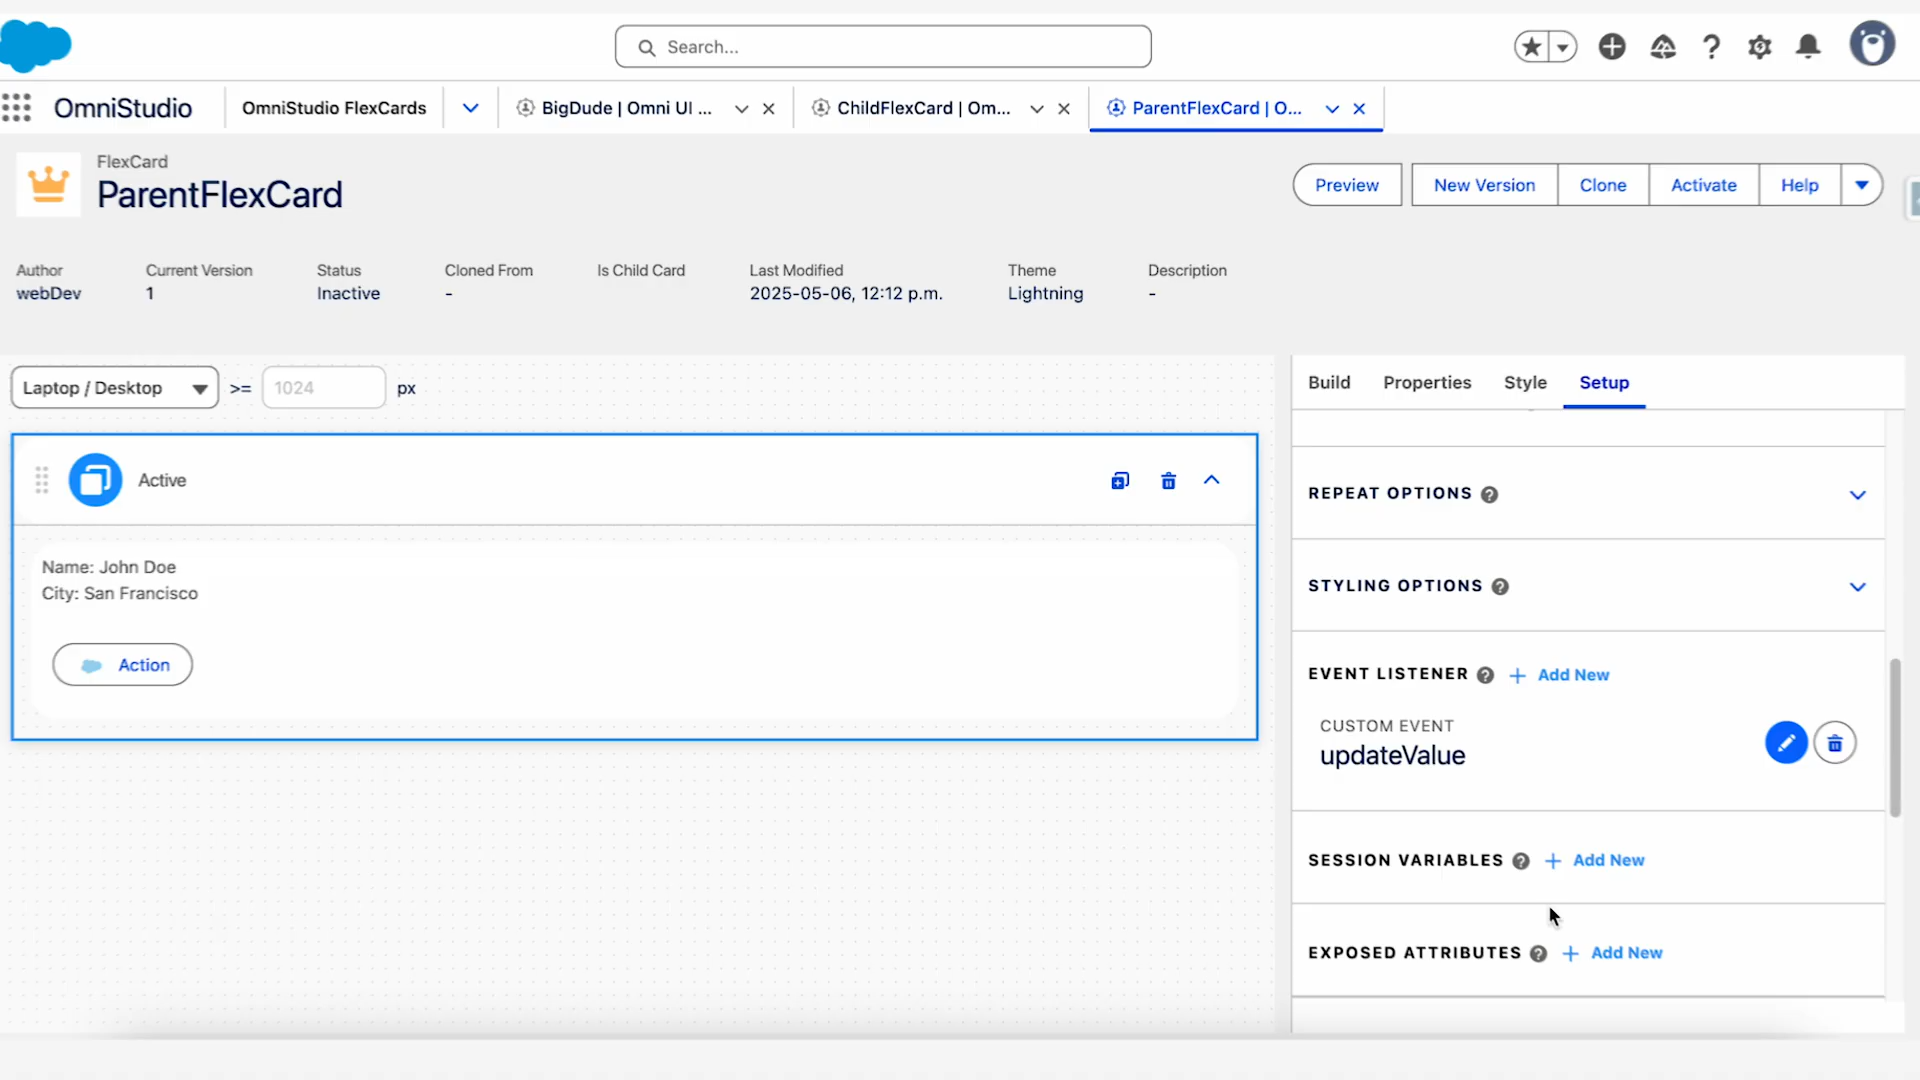 Search...
OmniStudio
OmniStudio FlexCards
BigDude | Omni UI ...
ChildFlexCard | Om...
ParentFlexCard | O...
FlexCard
ParentFlexCard
Preview
New Version
Clone
Activate
Help
Author
webDev
Current Version
1
Status
Inactive
Cloned From
-
Is Child Card
Last Modified
2025-05-06, 12:12 p.m.
Theme
Lightning
Description
-
Laptop / Desktop
>=
1024
px
Active
Name: John Doe
City: San Francisco
Action
Build
Properties
Style
Setup
REPEAT OPTIONS
STYLING OPTIONS
EVENT LISTENER
+ Add New
CUSTOM EVENT
updateValue
SESSION VARIABLES
+ Add New
EXPOSED ATTRIBUTES
+ Add New